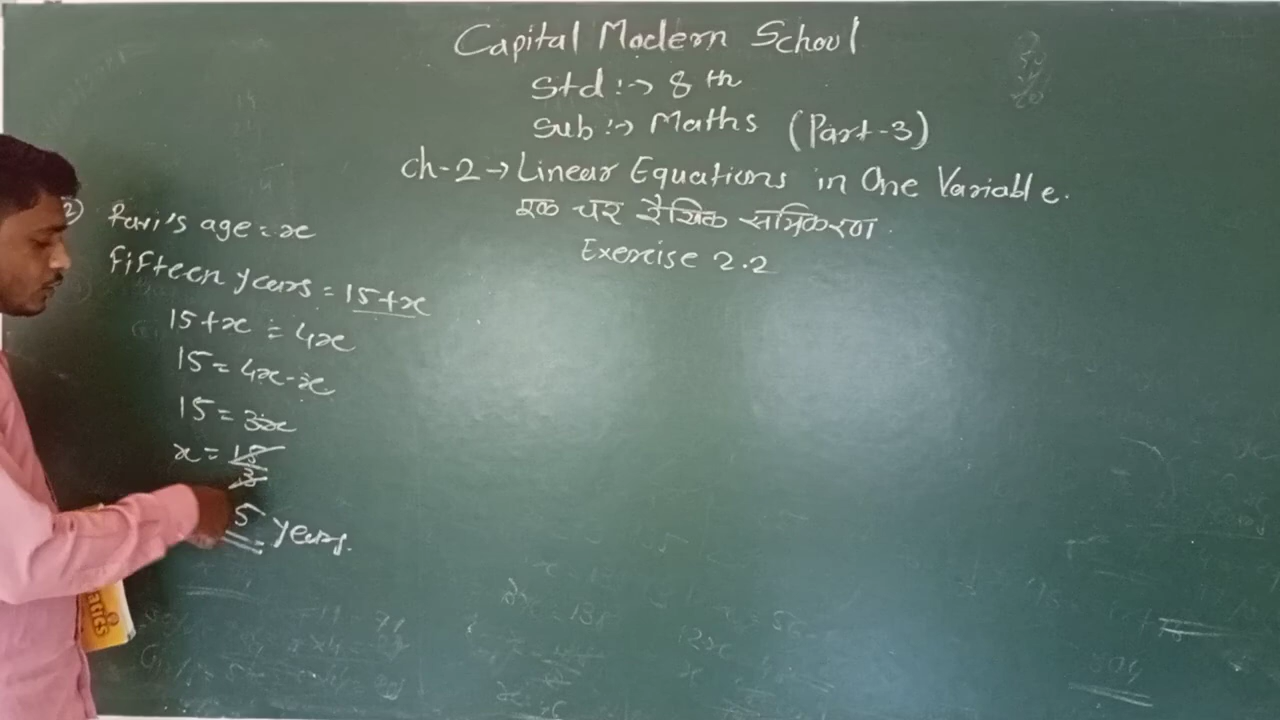 Capital Modern School
Std :→ 8 th
Sub :→ Maths (Part-3)
Ch-2 → Linear Equations in One Variable.
एक चर रैखिक समिकरण
Exercise 2.2
2) Ravi's age = x
Fifteen years = 15+x
15+x = 4x
15 = 4x-x
15 = 3x
x = 15
3
5 years.